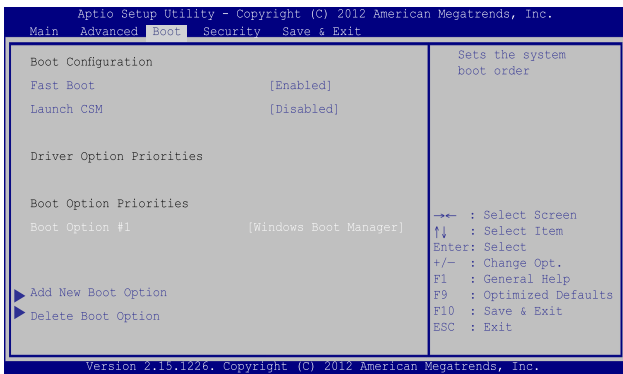 Aptio Setup Utility - Copyright (C) 2012 American Megatrends, Inc.
Main Advanced Boot Security Save & Exit
Boot Configuration
Fast Boot [Enabled]
Launch CSM [Disabled]
Driver Option Priorities
Boot Option Priorities
Boot Option #1 [Windows Boot Manager]
Add New Boot Option
Delete Boot Option
Sets the system
boot order
→← : Select Screen
↑↓ : Select Item
Enter: Select
+/— : Change Opt.
F1 : General Help
F9 : Optimized Defaults
F10 : Save & Exit
ESC : Exit
Version 2.15.1226. Copyright (C) 2012 American Megatrends, Inc.